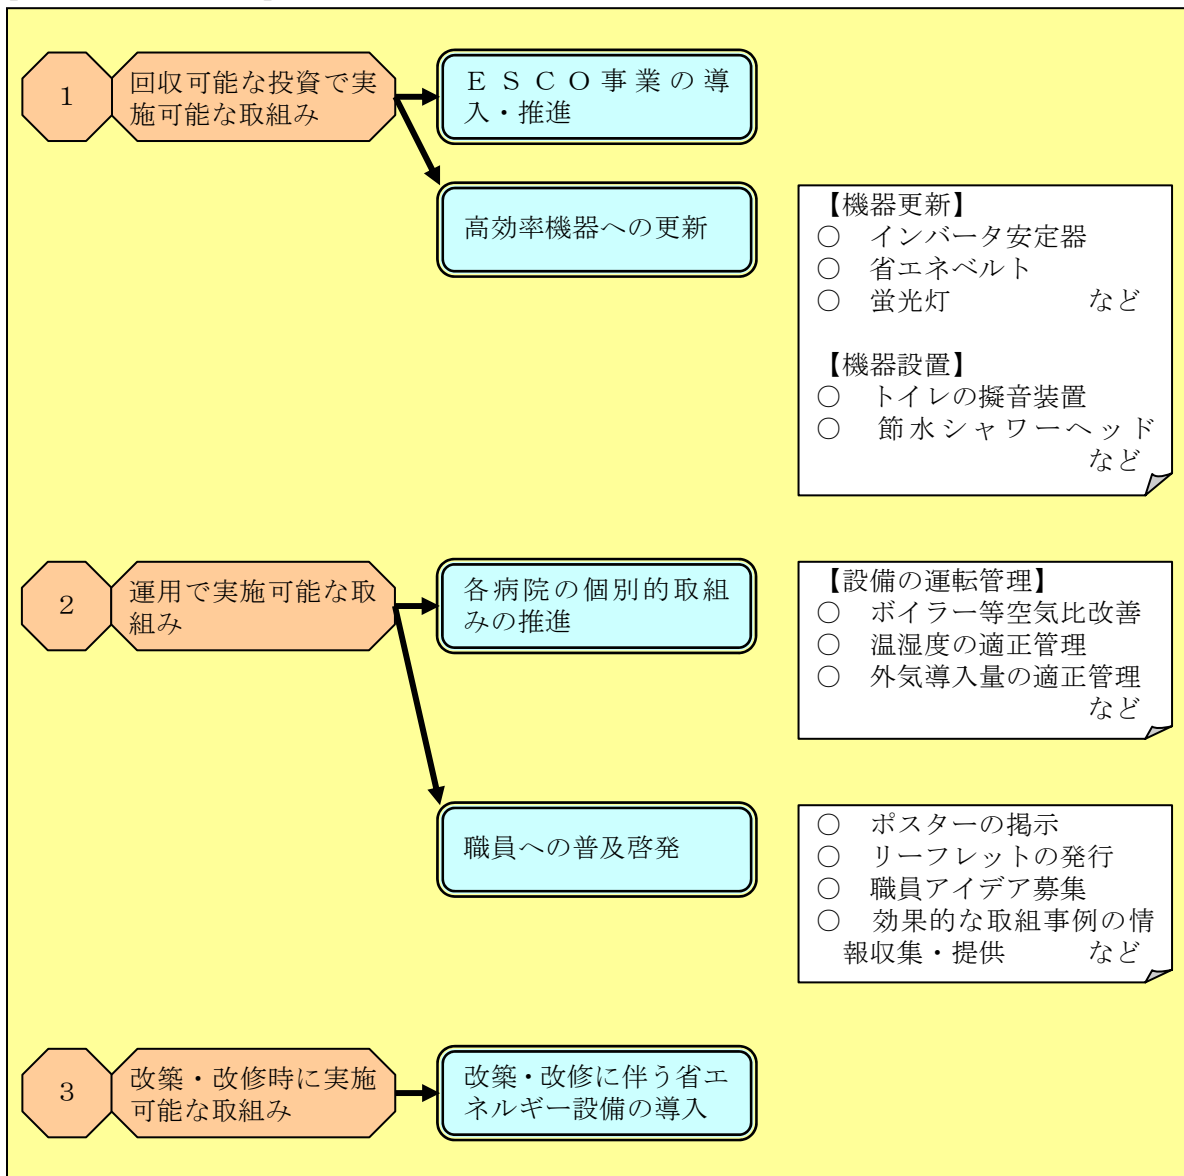 1
回収可能な投資で実
施可能な取組み
ＥＳＣＯ事業の導
入・推進
高効率機器への更新
【機器更新】
○　インバータ安定器
○　省エネベルト
○　蛍光灯　　　　　など
【機器設置】
○　トイレの擬音装置
○　節水シャワーヘッド
など
2
運用で実施可能な取
組み
各病院の個別的取組
みの推進
【設備の運転管理】
○　ボイラー等空気比改善
○　温湿度の適正管理
○　外気導入量の適正管理
など
職員への普及啓発
○　ポスターの掲示
○　リーフレットの発行
○　職員アイデア募集
○　効果的な取組事例の情
報収集・提供　　　など
3
改築・改修時に実施
可能な取組み
改築・改修に伴う省エ
ネルギー設備の導入